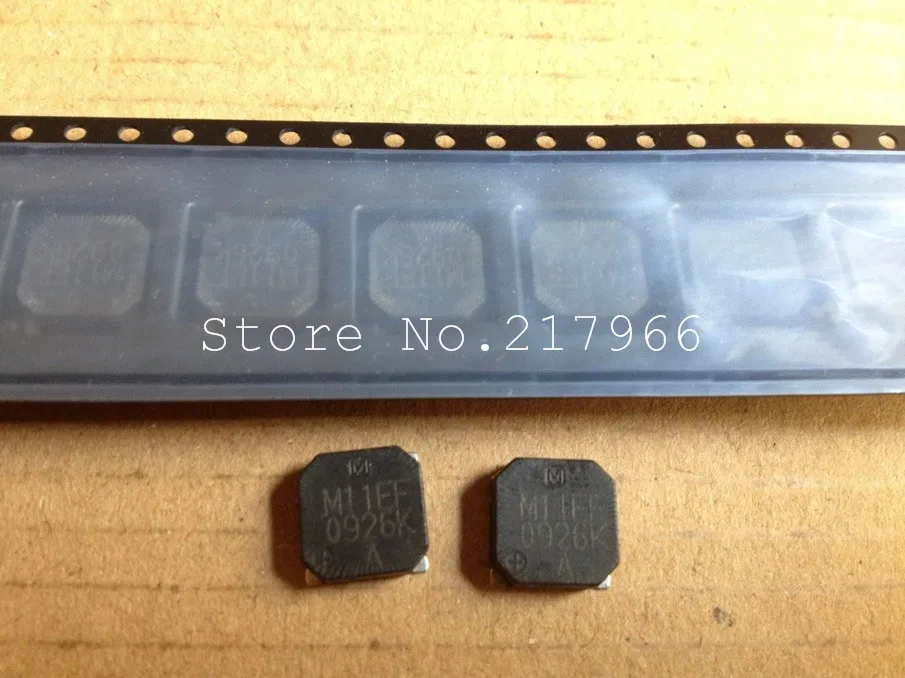 Store No.217966
M
M11EF
0926K
A
M
M11EF
0926K
A